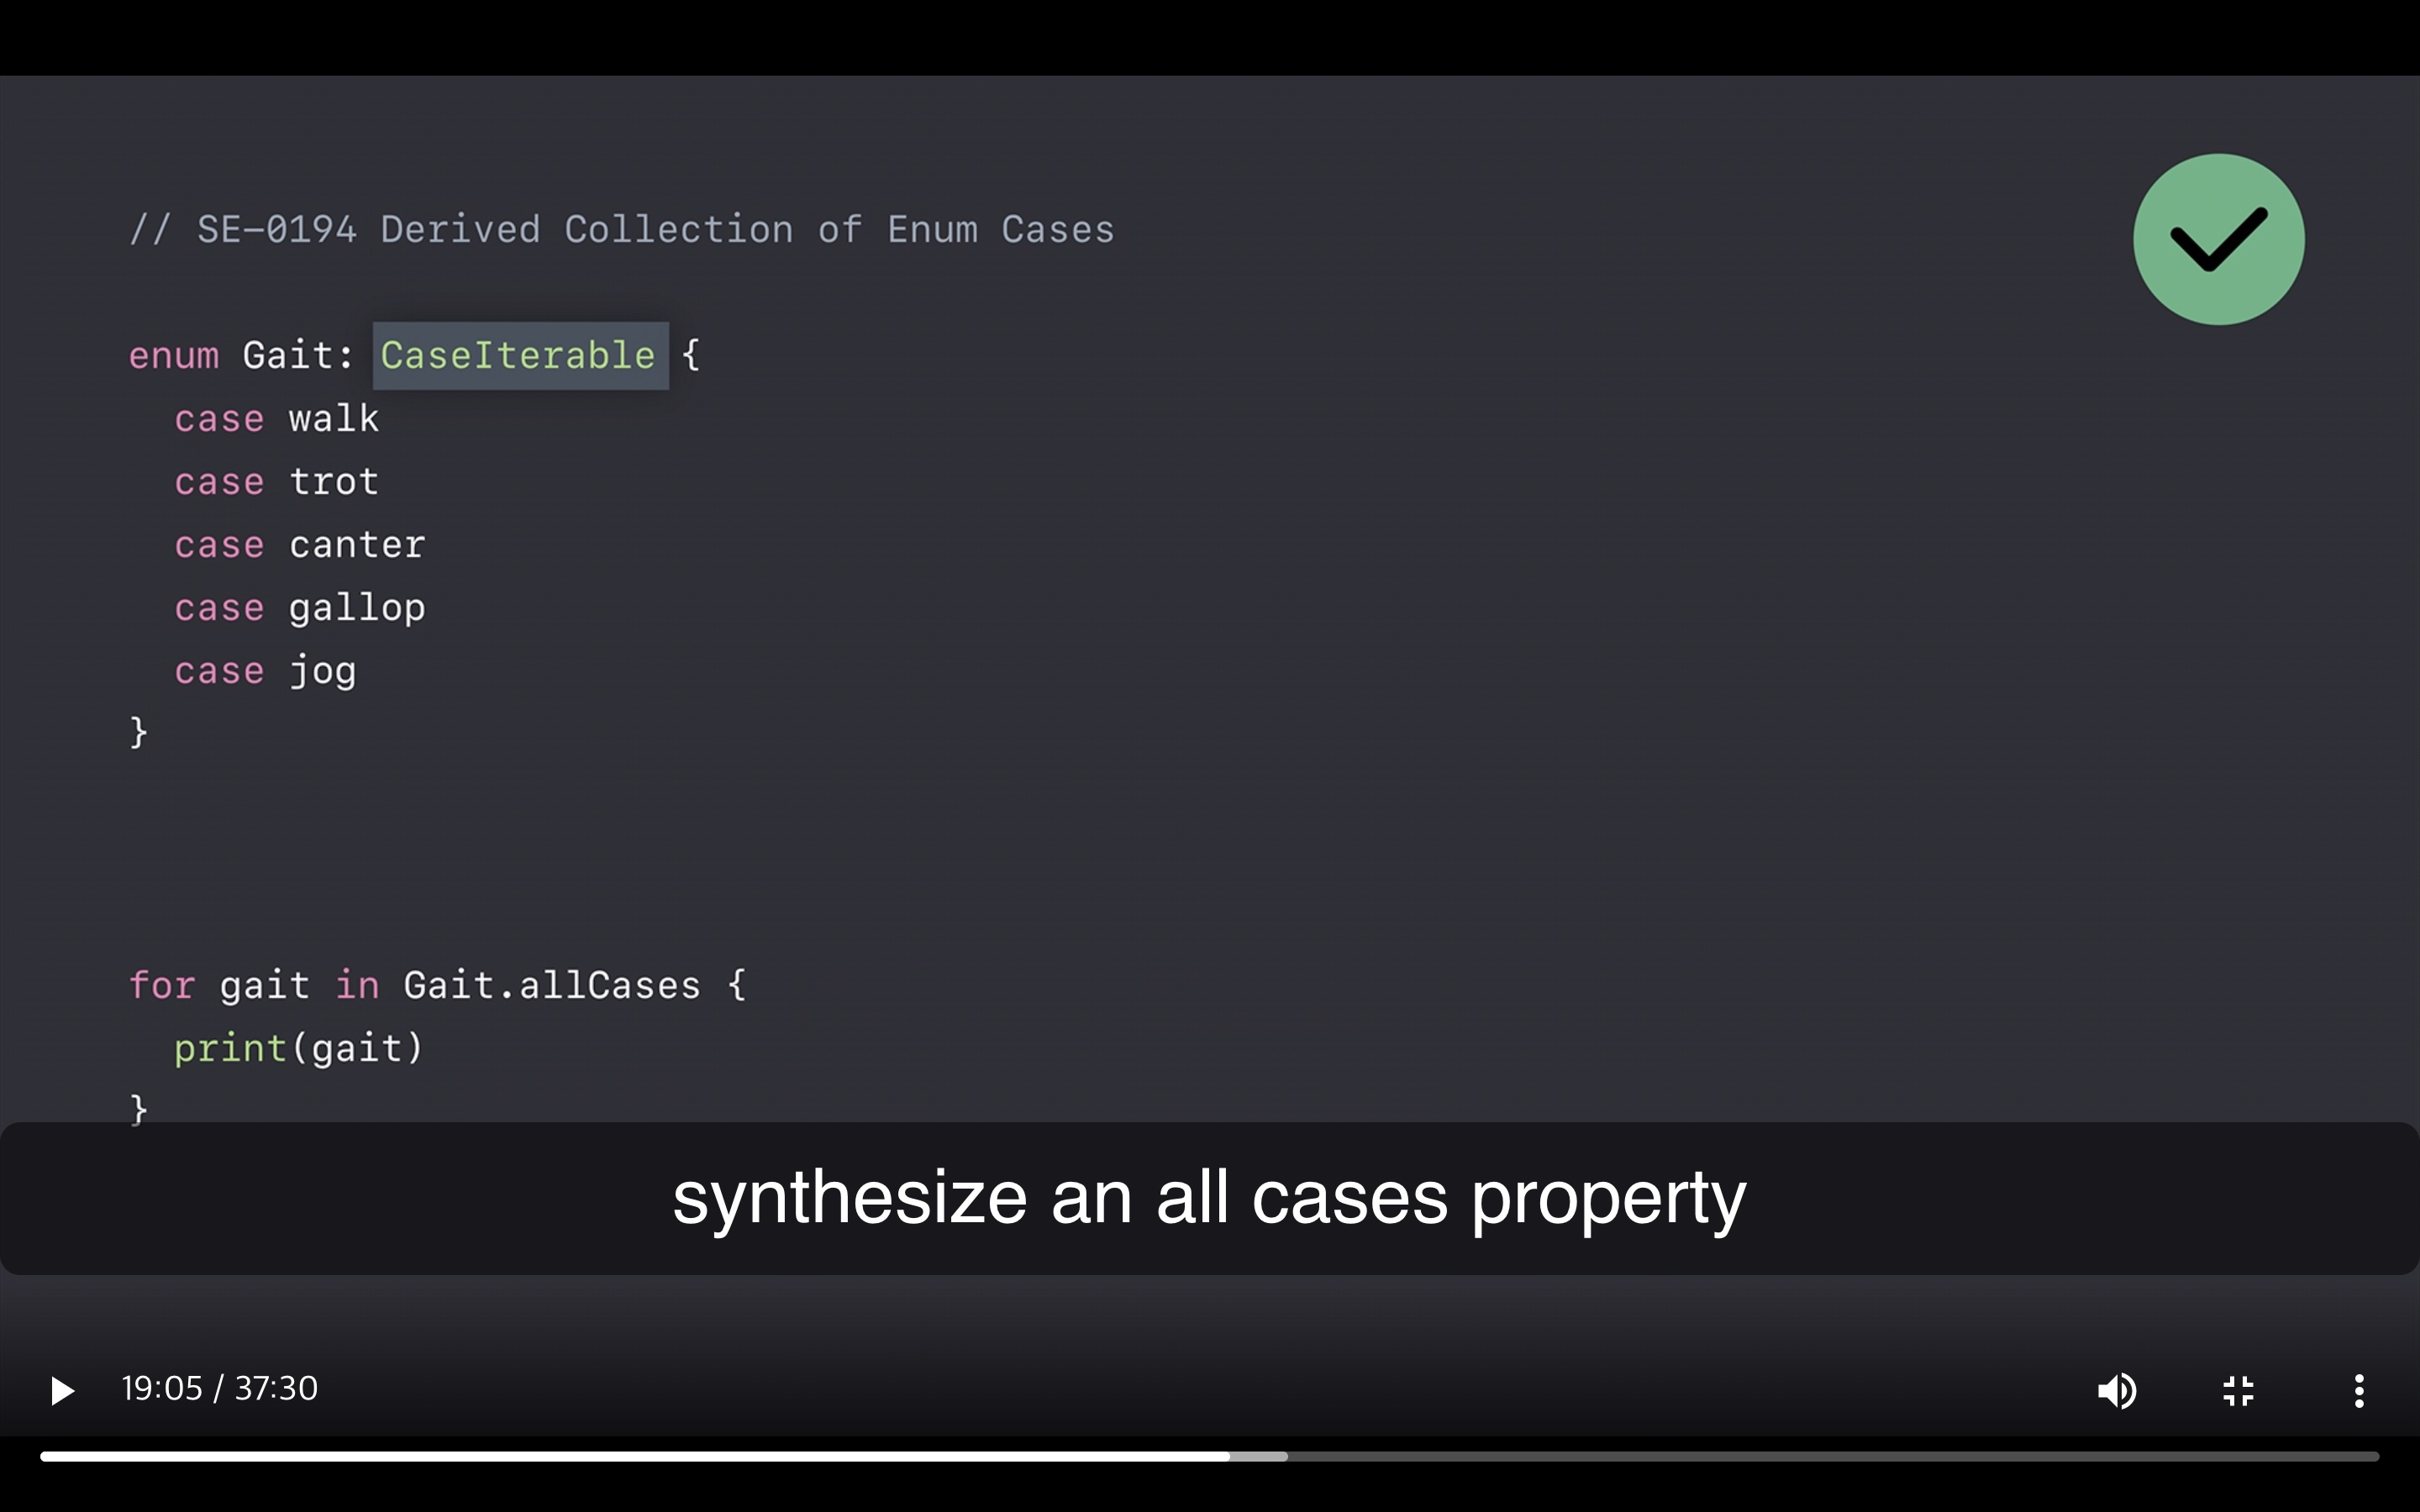 // SE–0194 Derived Collection of Enum Cases
enum Gait: CaseIterable {
case walk
case trot
case canter
case gallop
case jog
}
for gait in Gait.allCases {
print(gait)
}
synthesize an all cases property
19:05 / 37:30